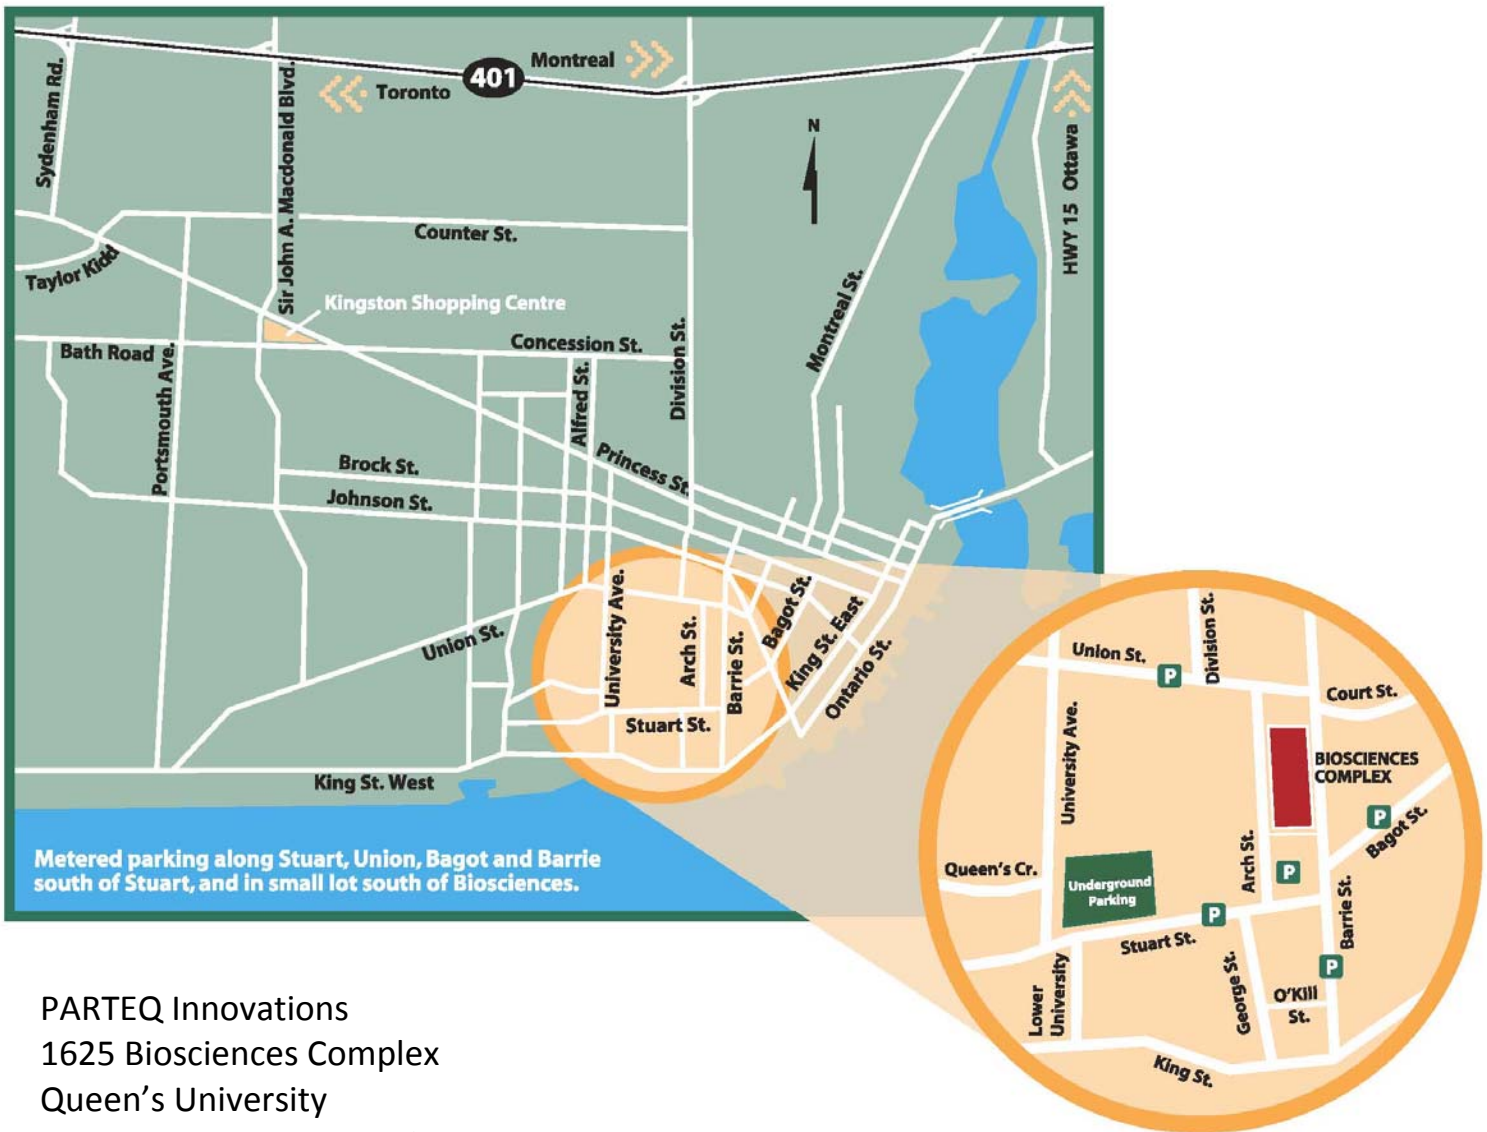 Sydenham Rd.
Sir John A. Macdonald Blvd.
Toronto
401
Montreal
N
HWY 15 Ottawa
Taylor Kidd
Counter St.
Kingston Shopping Centre
Montreal St.
Bath Road
Portsmouth Ave.
Concession St.
Alfred St.
Division St.
Brock St.
Princess St.
Johnson St.
Union St.
University Ave.
Arch St.
Barrie St.
Bagot St.
King St. East
Ontario St.
Stuart St.
King St. West
Metered parking along Stuart, Union, Bagot and Barrie
south of Stuart, and in small lot south of Biosciences.
Union St.
P
Division St.
Court St.
University Ave.
BIOSCIENCES
COMPLEX
P
Bagot St.
Queen's Cr.
Underground
Parking
Arch St.
P
Barrie St.
P
Stuart St.
P
Lower
University
George St.
O'Kill
St.
King St.
PARTEQ Innovations
1625 Biosciences Complex
Queen’s University